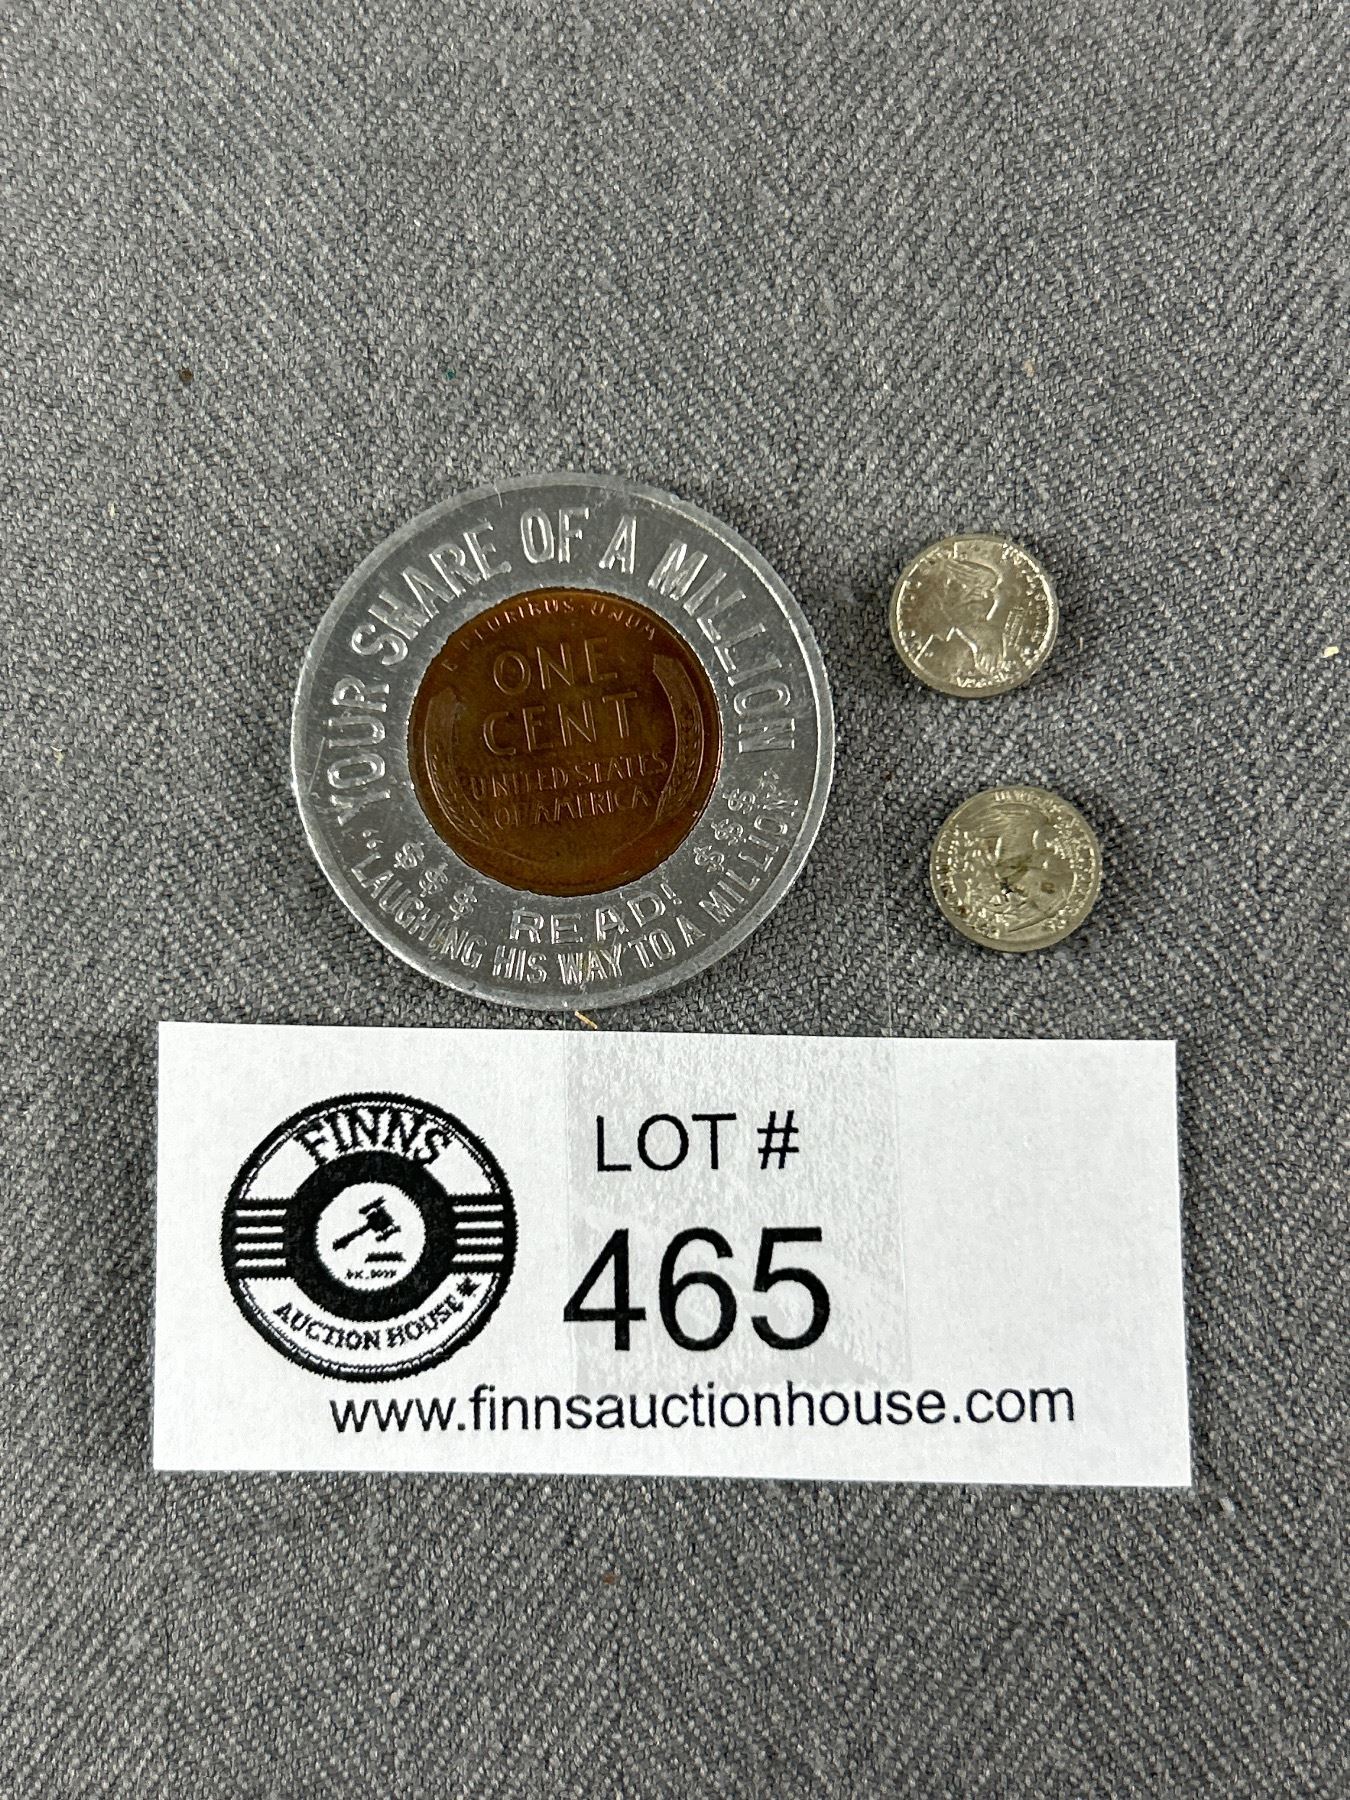 "YOUR SHARE OF A MILLION"
E PLURIBUS UNUM
ONE
CENT
UNITED STATES
OF AMERICA
$ $ $ READ! $ $ $
"LAUGHING HIS WAY TO A MILLION"
FINNS
AUCTION HOUSE
LOT #
465
www.finnsauctionhouse.com